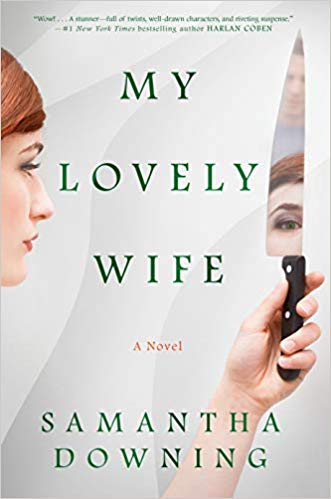 "Wow! . . . A stunner—full of twists, well-drawn characters, and riveting suspense."
—#1 New York Times bestselling author HARLAN COBEN
MY
LOVELY
WIFE
A Novel
SAMANTHA
DOWNING